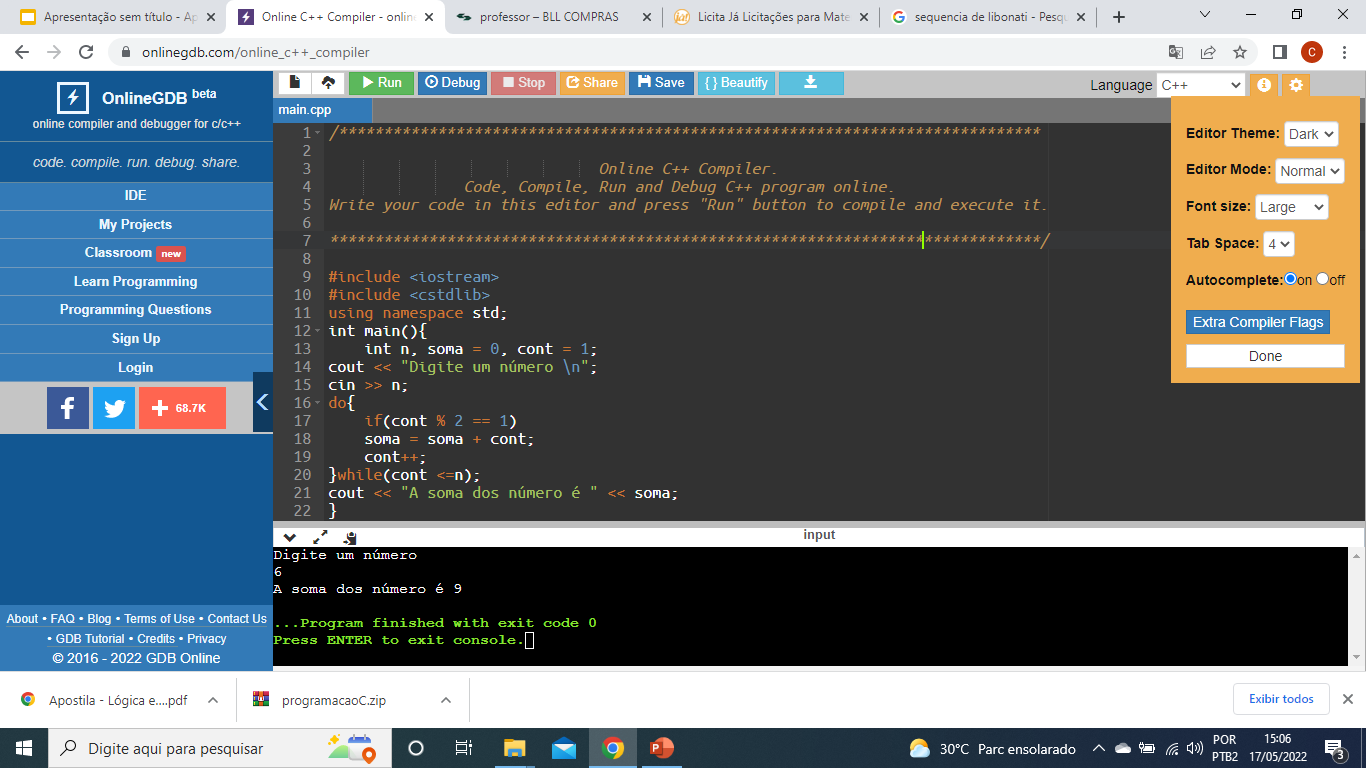 Apresentação sem título - Ap
Online C++ Compiler - online
professor – BLL COMPRAS
Licita Já Licitações para Mate
sequencia de libonati - Pesqu
onlinegdb.com/online_c++_compiler
C
OnlineGDB beta
online compiler and debugger for c/c++
code. compile. run. debug. share.
IDE
My Projects
Classroom new
Learn Programming
Programming Questions
Sign Up
Login
68.7K
About • FAQ • Blog • Terms of Use • Contact Us
• GDB Tutorial • Credits • Privacy
© 2016 - 2022 GDB Online
Run Debug Stop Share Save { } Beautify
Language C++
main.cpp
1 /******************************************************************************
2
3 Online C++ Compiler.
4 Code, Compile, Run and Debug C++ program online.
5 Write your code in this editor and press "Run" button to compile and execute it.
6
7 *******************************************************************************/
8
9 #include <iostream>
10 #include <cstdlib>
11 using namespace std;
12 int main(){
13     int n, soma = 0, cont = 1;
14 cout << "Digite um número \n";
15 cin >> n;
16 do{
17     if(cont % 2 == 1)
18     soma = soma + cont;
19     cont++;
20 }while(cont <=n);
21 cout << "A soma dos número é " << soma;
22 }
Editor Theme: Dark
Editor Mode: Normal
Font size: Large
Tab Space: 4
Autocomplete: on off
Extra Compiler Flags
Done
input
Digite um número
6
A soma dos número é 9
...Program finished with exit code 0
Press ENTER to exit console.
Apostila - Lógica e....pdf
programacaoC.zip
Exibir todos
Digite aqui para pesquisar
30°C Parc ensolarado
POR
PTB2
15:06
17/05/2022
3